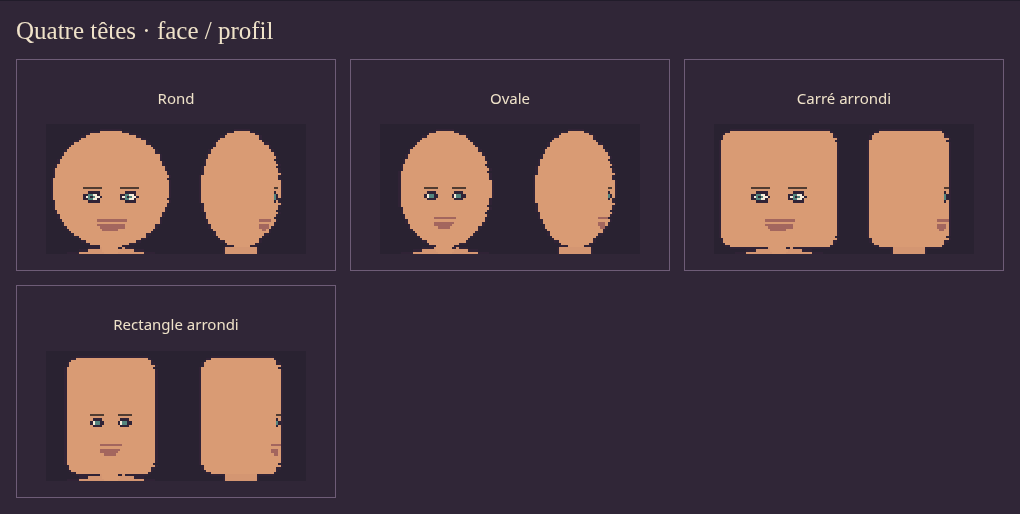 Quatre têtes · face / profil
Rond
Ovale
Carré arrondi
Rectangle arrondi